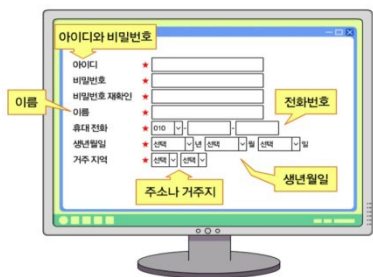 아이디와 비밀번호
아이디 ★
비밀번호 ★
비밀번호 재확인 ★
이름
이름 ★
전화번호
휴대 전화 ★ 010 - -
생년월일 ★ 선택 년 선택 월 선택 일
거주 지역 ★ 선택 선택
생년월일
주소나 거주지